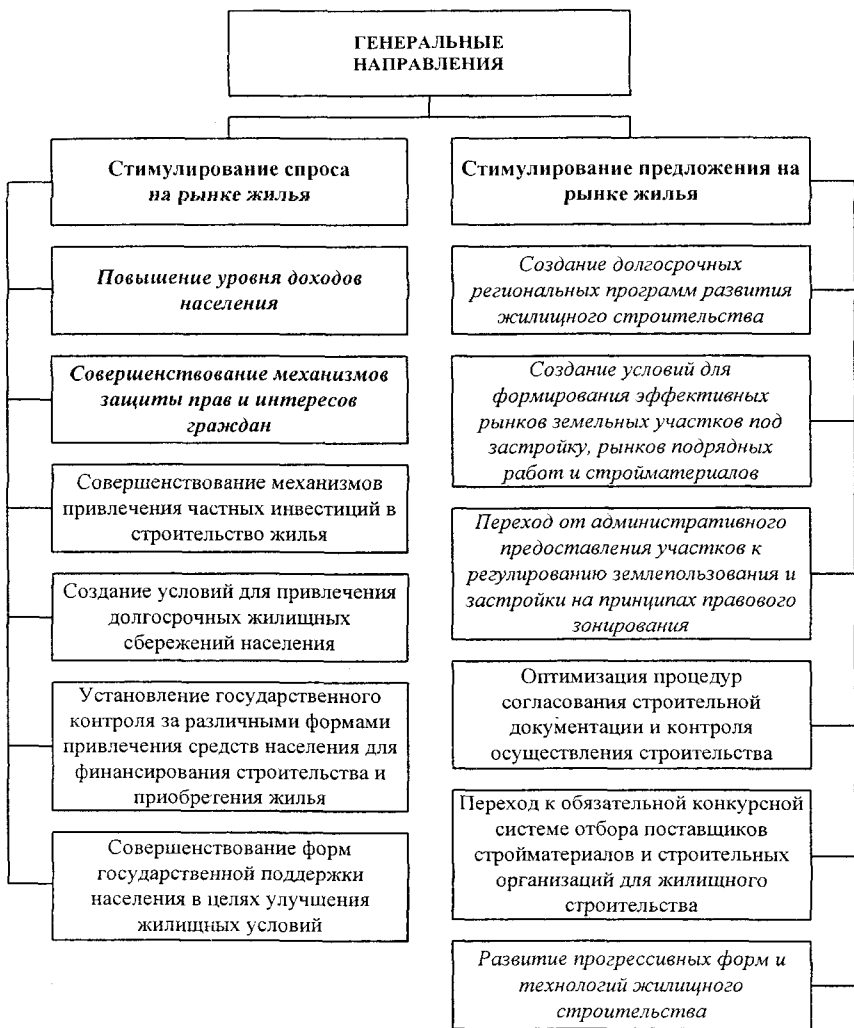 ГЕНЕРАЛЬНЫЕ
НАПРАВЛЕНИЯ
Стимулирование спроса
на рынке жилья
Повышение уровня доходов
населения
Совершенствование механизмов
защиты прав и интересов
граждан
Совершенствование механизмов
привлечения частных инвестиций в
строительство жилья
Создание условий для привлечения
долгосрочных жилищных
сбережений населения
Установление государственного
контроля за различными формами
привлечения средств населения для
финансирования строительства и
приобретения жилья
Совершенствование форм
государственной поддержки
населения в целях улучшения
жилищных условий
Стимулирование предложения на
рынке жилья
Создание долгосрочных
региональных программ развития
жилищного строительства
Создание условий для
формирования эффективных
рынков земельных участков под
застройку, рынков подрядных
работ и стройматериалов
Переход от административного
предоставления участков к
регулированию землепользования и
застройки на принципах правового
зонирования
Оптимизация процедур
согласования строительной
документации и контроля
осуществления строительства
Переход к обязательной конкурсной
системе отбора поставщиков
стройматериалов и строительных
организаций для жилищного
строительства
Развитие прогрессивных форм и
технологий жилищного
строительства